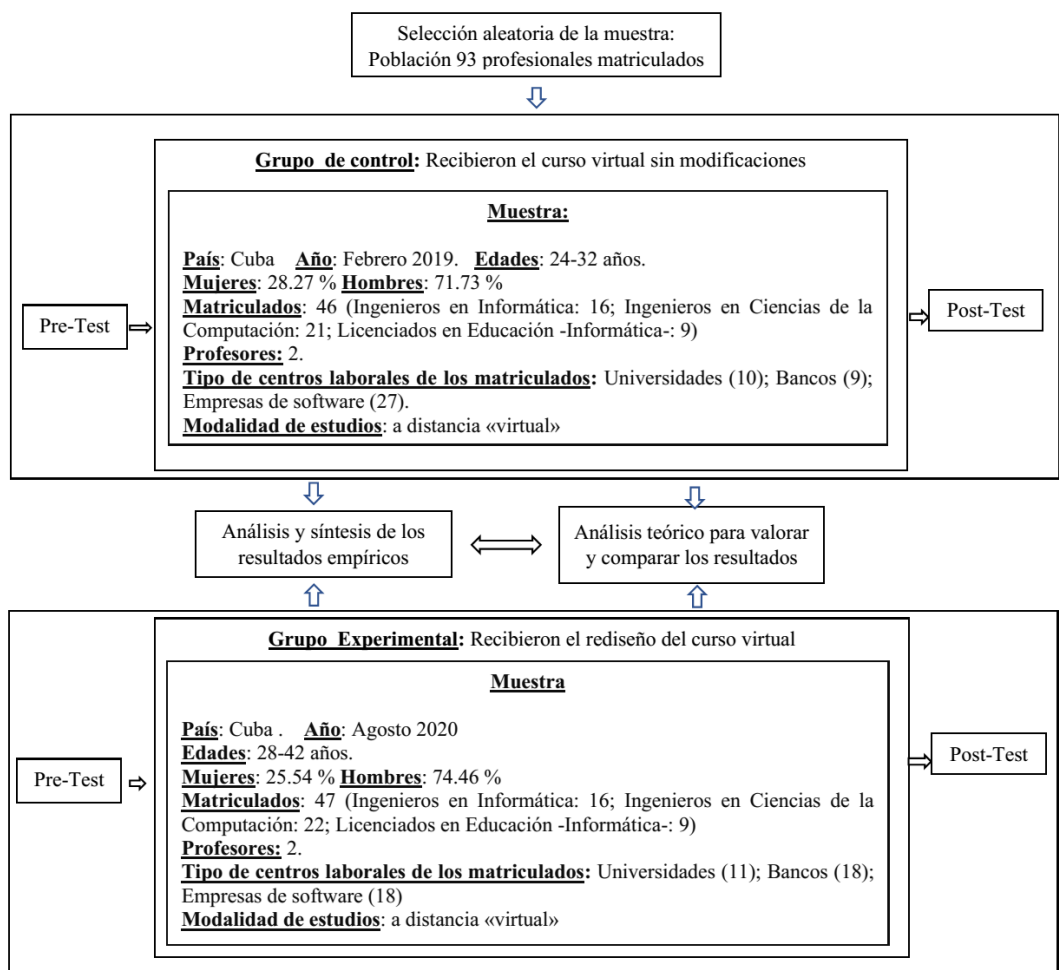 Selección aleatoria de la muestra:
Población 93 profesionales matriculados
Grupo de control: Recibieron el curso virtual sin modificaciones
Muestra:
País: Cuba Año: Febrero 2019. Edades: 24-32 años.
Mujeres: 28.27 % Hombres: 71.73 %
Matriculados: 46 (Ingenieros en Informática: 16; Ingenieros en Ciencias de la
Computación: 21; Licenciados en Educación -Informática-: 9)
Profesores: 2.
Tipo de centros laborales de los matriculados: Universidades (10); Bancos (9);
Empresas de software (27).
Modalidad de estudios: a distancia «virtual»
Pre-Test
Post-Test
Análisis y síntesis de los
resultados empíricos
Análisis teórico para valorar
y comparar los resultados
Grupo Experimental: Recibieron el rediseño del curso virtual
Muestra
País: Cuba . Año: Agosto 2020
Edades: 28-42 años.
Mujeres: 25.54 % Hombres: 74.46 %
Matriculados: 47 (Ingenieros en Informática: 16; Ingenieros en Ciencias de la
Computación: 22; Licenciados en Educación -Informática-: 9)
Profesores: 2.
Tipo de centros laborales de los matriculados: Universidades (11); Bancos (18);
Empresas de software (18)
Modalidad de estudios: a distancia «virtual»
Pre-Test
Post-Test